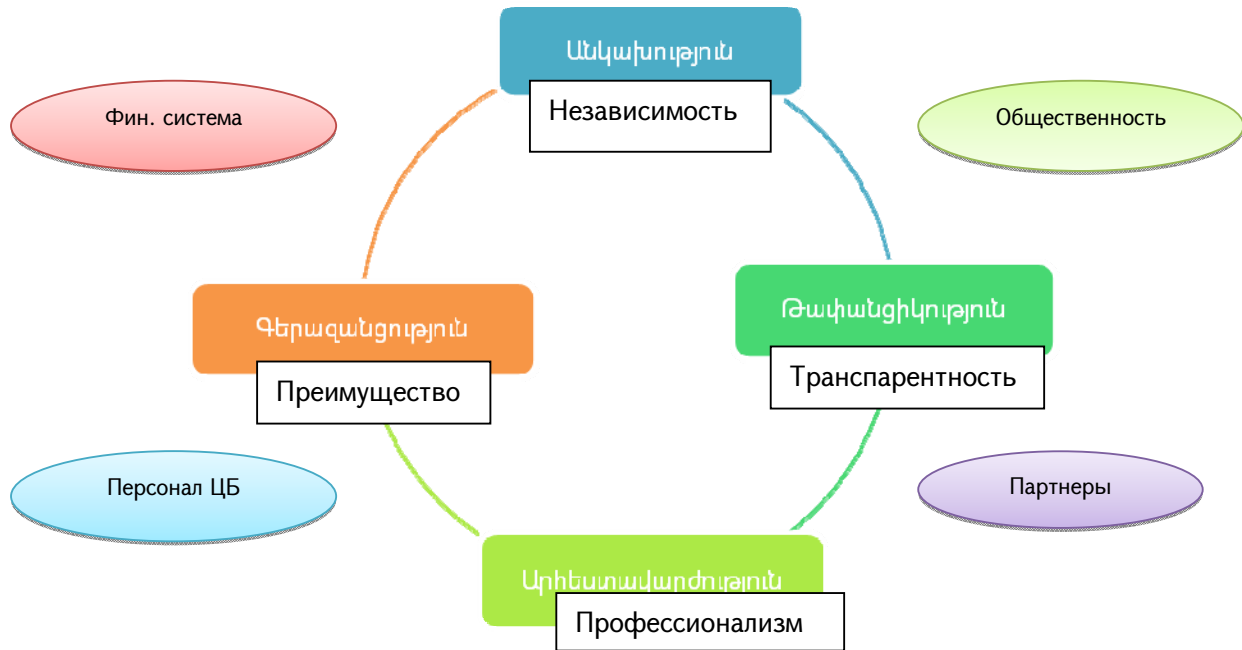 Անկախություն
Независимость
Фин. система
Общественность
Գերազանցություն
Преимущество
Թափանցիկություն
Транспарентность
Персонал ЦБ
Партнеры
Արհեստավարժություն
Профессионализм